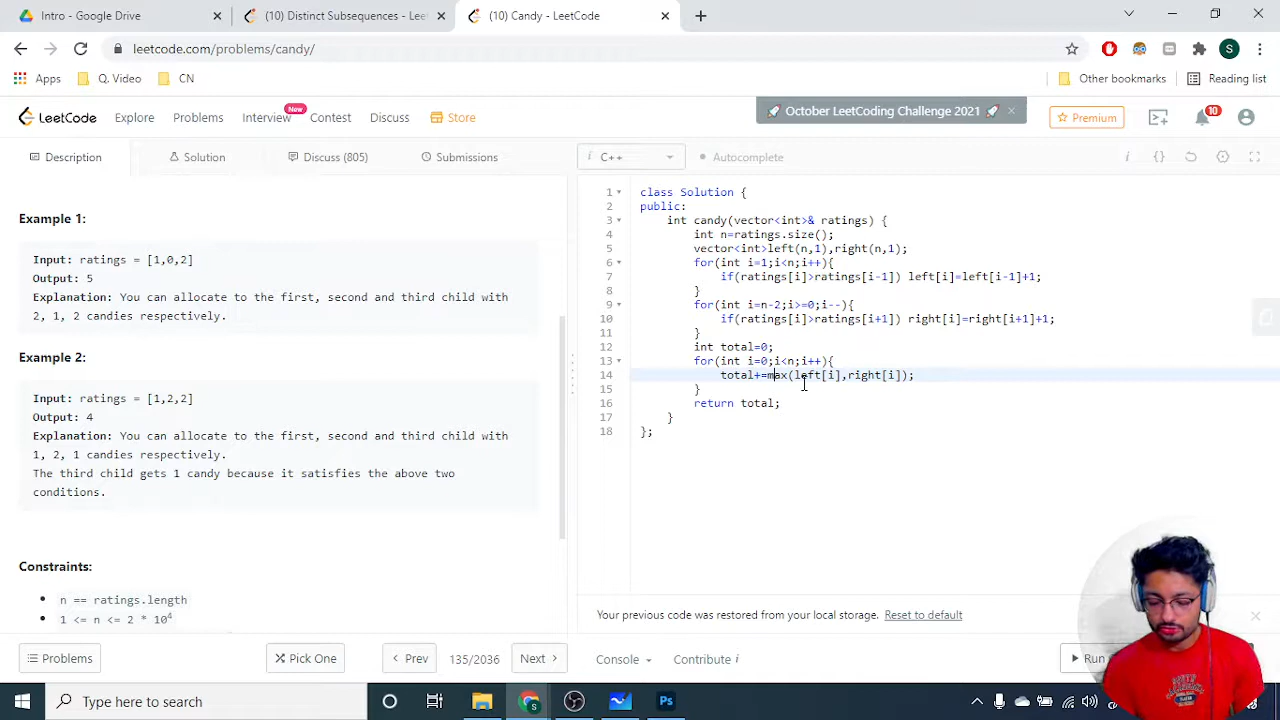 Drive - Google Drive
(10) Distinct Subsequences - Leet
(10) Candy - LeetCode
leetcode.com/problems/candy/
S
Apps
Q. Video
CN
Other bookmarks
Reading list
LeetCode
Explore
Problems
Interview
New
Contest
Discuss
Store
🚀 October LeetCoding Challenge 2021 🚀
Premium
10
Description
Solution
Discuss (805)
Submissions
i C++
Autocomplete
Example 1:
Input: ratings = [1,0,2]
Output: 5
Explanation: You can allocate to the first, second and third child with
2, 1, 2 candies respectively.
Example 2:
Input: ratings = [1,2,2]
Output: 4
Explanation: You can allocate to the first, second and third child with
1, 2, 1 candies respectively.
The third child gets 1 candy because it satisfies the above two
conditions.
Constraints:
n == ratings.length
1 <= n <= 2 * 10⁴
1 class Solution {
2 public:
3 int candy(vector<int>& ratings) {
4 int n=ratings.size();
5 vector<int>left(n,1),right(n,1);
6 for(int i=1;i<n;i++){
7 if(ratings[i]>ratings[i-1]) left[i]=left[i-1]+1;
8 }
9 for(int i=n-2;i>=0;i--){
10 if(ratings[i]>ratings[i+1]) right[i]=right[i+1]+1;
11 }
12 int total=0;
13 for(int i=0;i<n;i++){
14 total+=max(left[i],right[i]);
15 }
16 return total;
17 }
18 };
Your previous code was restored from your local storage. Reset to default
Problems
Pick One
Prev
135/2036
Next
Console
Contribute i
Run
Type here to search
Ps